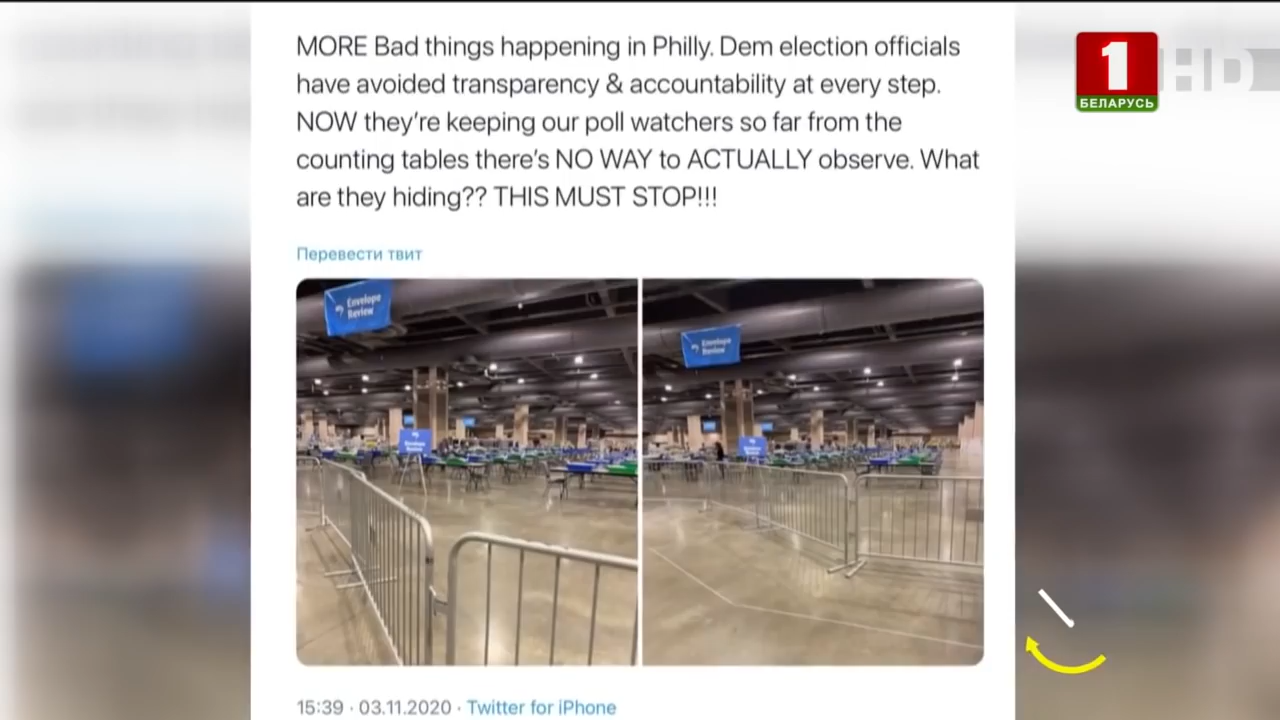 MORE Bad things happening in Philly. Dem election officials
have avoided transparency & accountability at every step.
NOW they're keeping our poll watchers so far from the
counting tables there's NO WAY to ACTUALLY observe. What
are they hiding?? THIS MUST STOP!!!
1 HD
БЕЛАРУСЬ
Перевести твит
Envelope
Review
Envelope
Review
Envelope
Review
15:39 · 03.11.2020 · Twitter for iPhone